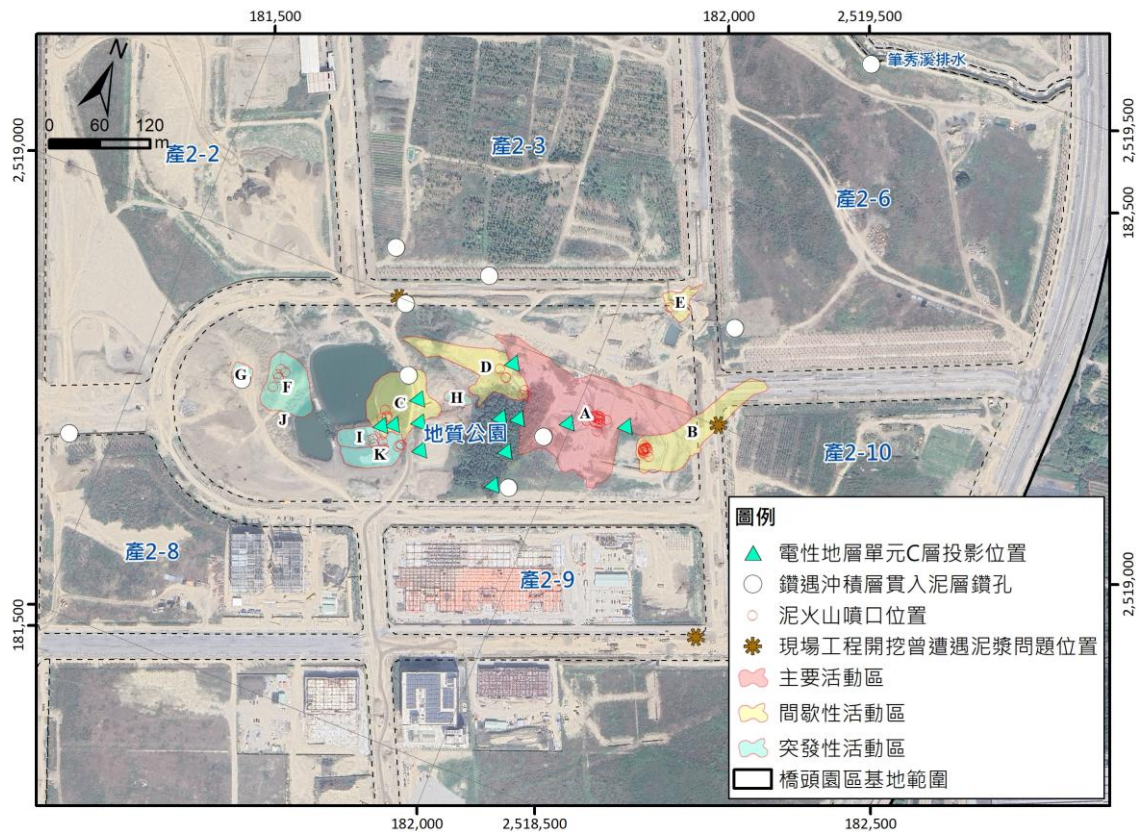 181,500
182,000
2,519,500
筆秀溪排水
N
0 60 120
m
2,519,000
產2-2
產2-3
2,519,500
產2-6
182,500
E
D
G
F
C
H
A
J
I
地質公園
B
K
產2-10
產2-8
產2-9
圖例
電性地層單元C層投影位置
鑽遇沖積層貫入泥層鑽孔
泥火山噴口位置
現場工程開挖曾遭遇泥漿問題位置
主要活動區
間歇性活動區
突發性活動區
橋頭園區基地範圍
2,519,000
181,500
182,000
2,518,500
182,500